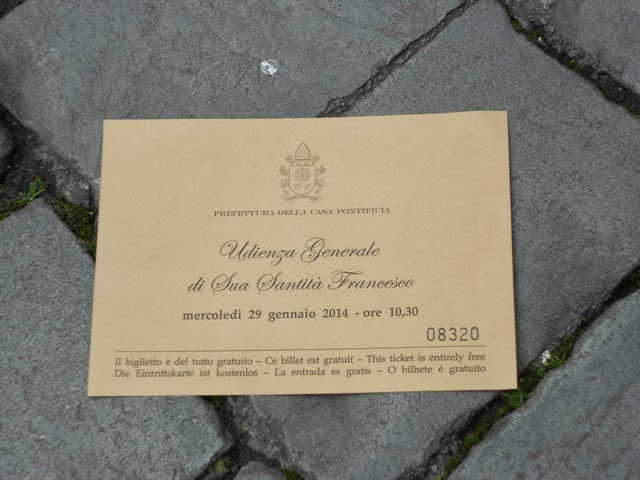 PREFETTURA DELLA CASA PONTIFICIA
Udienza Generale
di Sua Santità Francesco
mercoledì 29 gennaio 2014 - ore 10,30
08320
Il biglietto è del tutto gratuito – Ce billet est gratuit – This ticket is entirely free
Die Eintrittskarte ist kostenlos – La entrada es gratis – O bilhete é gratuito